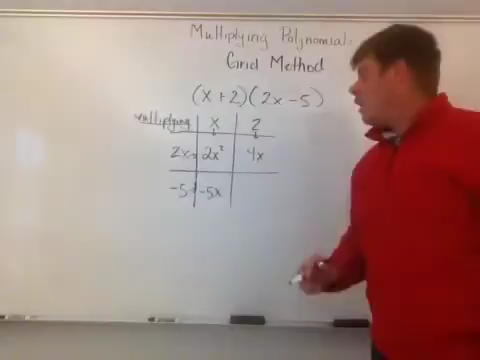 Multiplying Polynomials
Grid Method
(x + 2)(2x - 5)
Multiplying x 2
2x 2x² 4x
-5 -5x